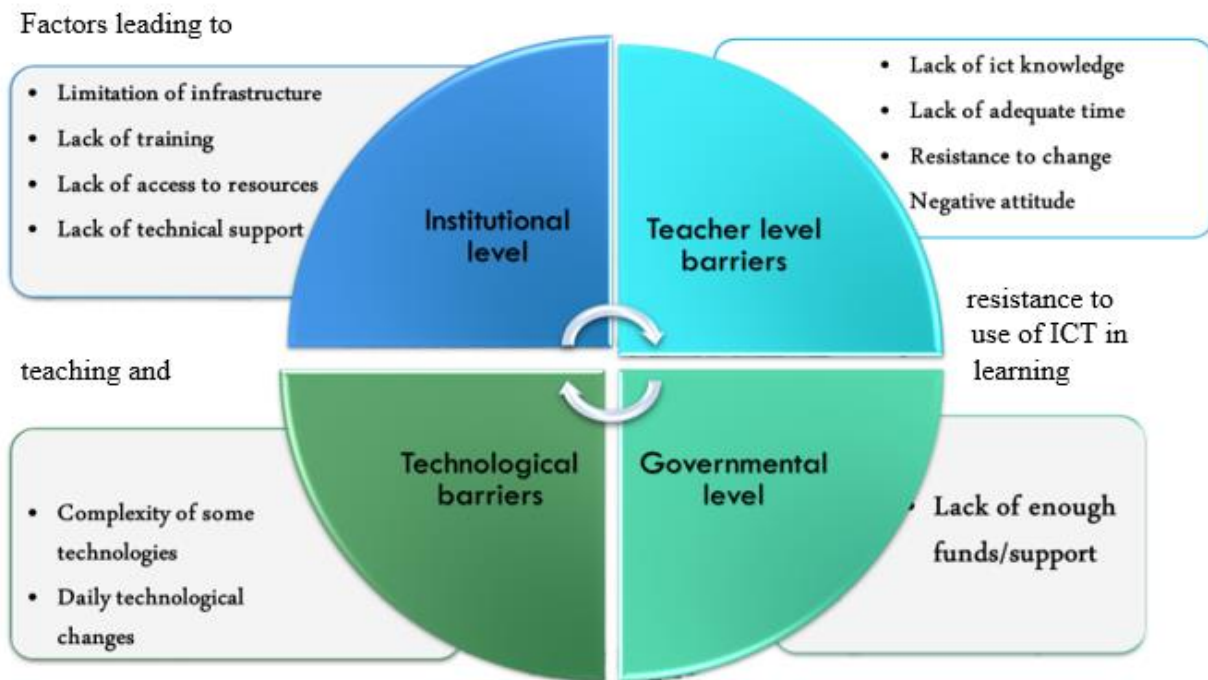 Factors leading to
• Limitation of infrastructure
• Lack of training
• Lack of access to resources
• Lack of technical support
Institutional
level
Teacher level
barriers
• Lack of ict knowledge
• Lack of adequate time
• Resistance to change
Negative attitude
resistance to
use of ICT in
teaching and
learning
• Complexity of some
technologies
• Daily technological
changes
Technological
barriers
Governmental
level
• Lack of enough
funds/support